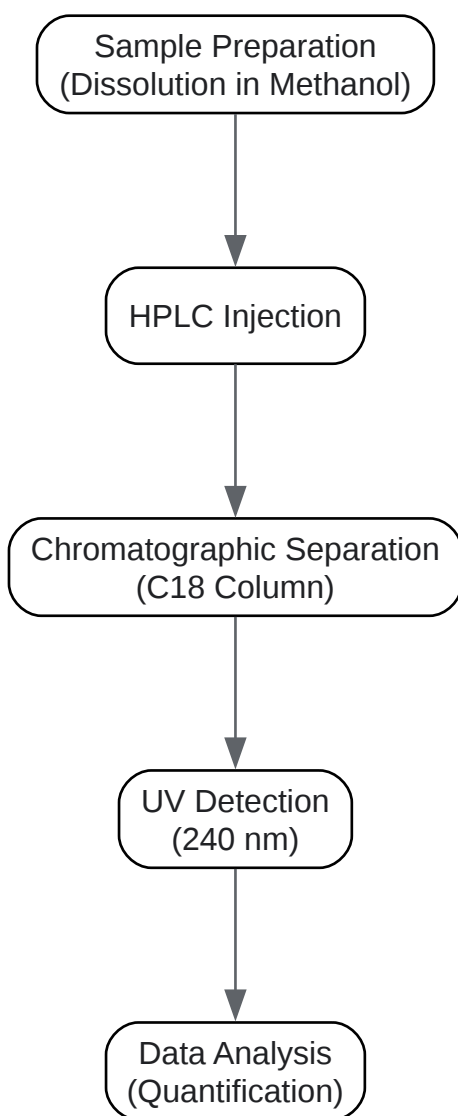 Sample Preparation
(Dissolution in Methanol)
HPLC Injection
Chromatographic Separation
(C18 Column)
UV Detection
(240 nm)
Data Analysis
(Quantification)